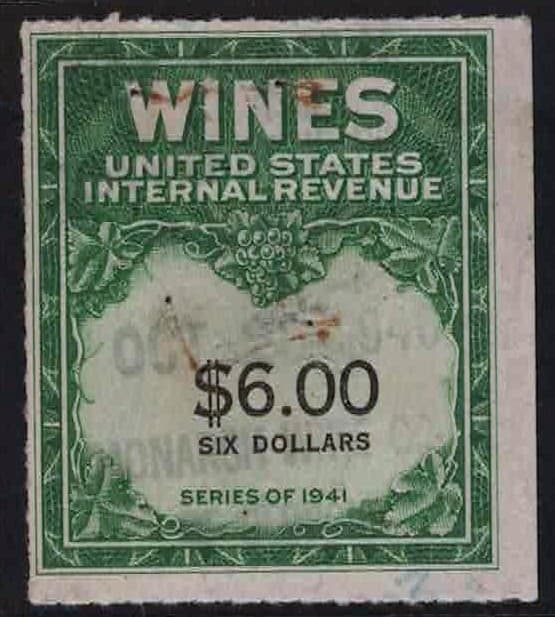 WINES
UNITED STATES
INTERNAL REVENUE
$6.00
SIX DOLLARS
SERIES OF 1941